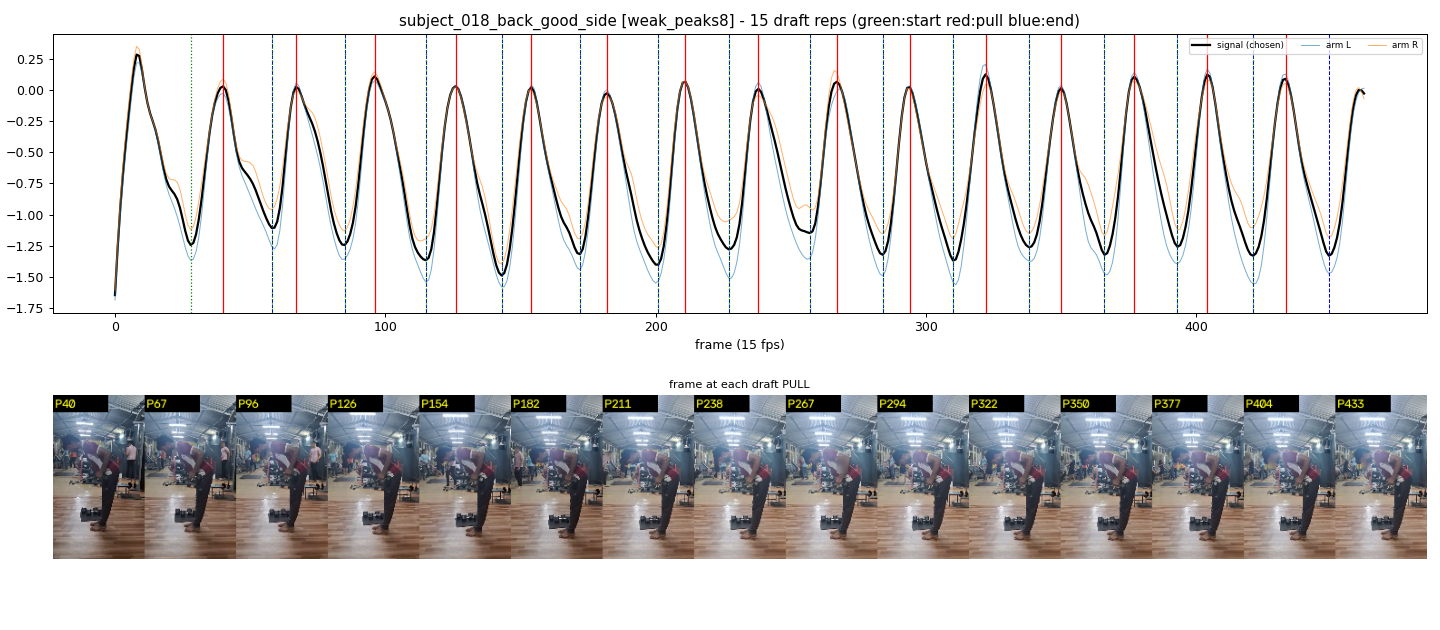 subject_018_back_good_side [weak_peaks8] - 15 draft reps (green:start red:pull blue:end)
signal (chosen) arm L arm R
0.25
0.00
−0.25
−0.50
−0.75
−1.00
−1.25
−1.50
−1.75
0 100 200 300 400
frame (15 fps)
frame at each draft PULL
P40 P67 P96 P126 P154 P182 P211 P238 P267 P294 P322 P350 P377 P404 P433